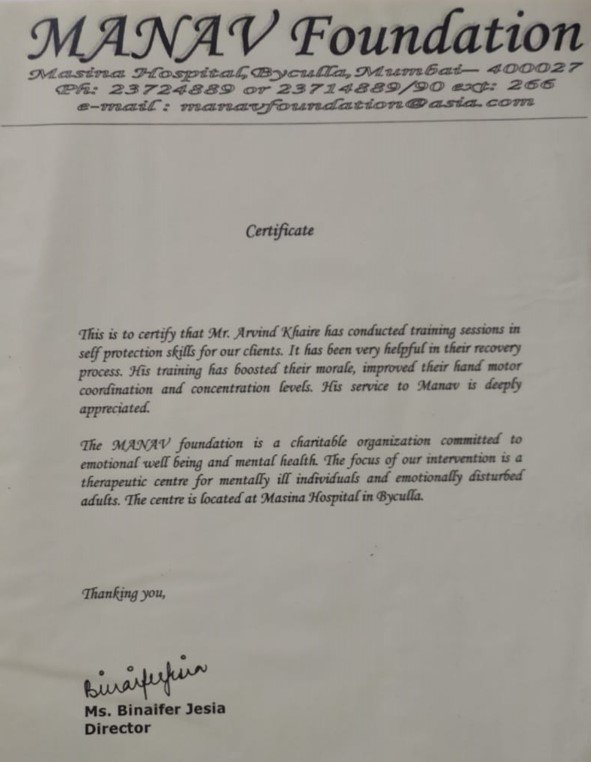 MANAV Foundation
Masina Hospital, Byculla, Mumbai– 400027
Ph: 23724889 or 23714889/90 ext: 266
e-mail : manavfoundation@asia.com
Certificate
This is to certify that Mr. Arvind Khaire has conducted training sessions in
self protection skills for our clients. It has been very helpful in their recovery
process. His training has boosted their morale, improved their hand motor
coordination and concentration levels. His service to Manav is deeply
appreciated.
The MANAV foundation is a charitable organization committed to
emotional well being and mental health. The focus of our intervention is a
therapeutic centre for mentally ill individuals and emotionally disturbed
adults. The centre is located at Masina Hospital in Byculla.
Thanking you,
Binaifer Jesia
Ms. Binaifer Jesia
Director